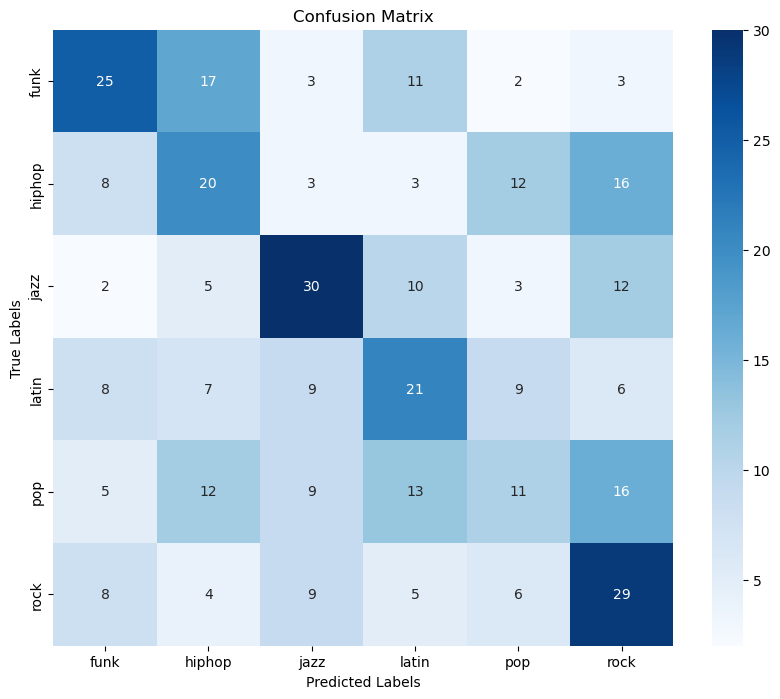 Confusion Matrix
funk 25 17 3 11 2 3
hiphop 8 20 3 3 12 16
jazz 2 5 30 10 3 12
latin 8 7 9 21 9 6
pop 5 12 9 13 11 16
rock 8 4 9 5 6 29
funk hiphop jazz latin pop rock
True Labels
Predicted Labels
30
25
20
15
10
5